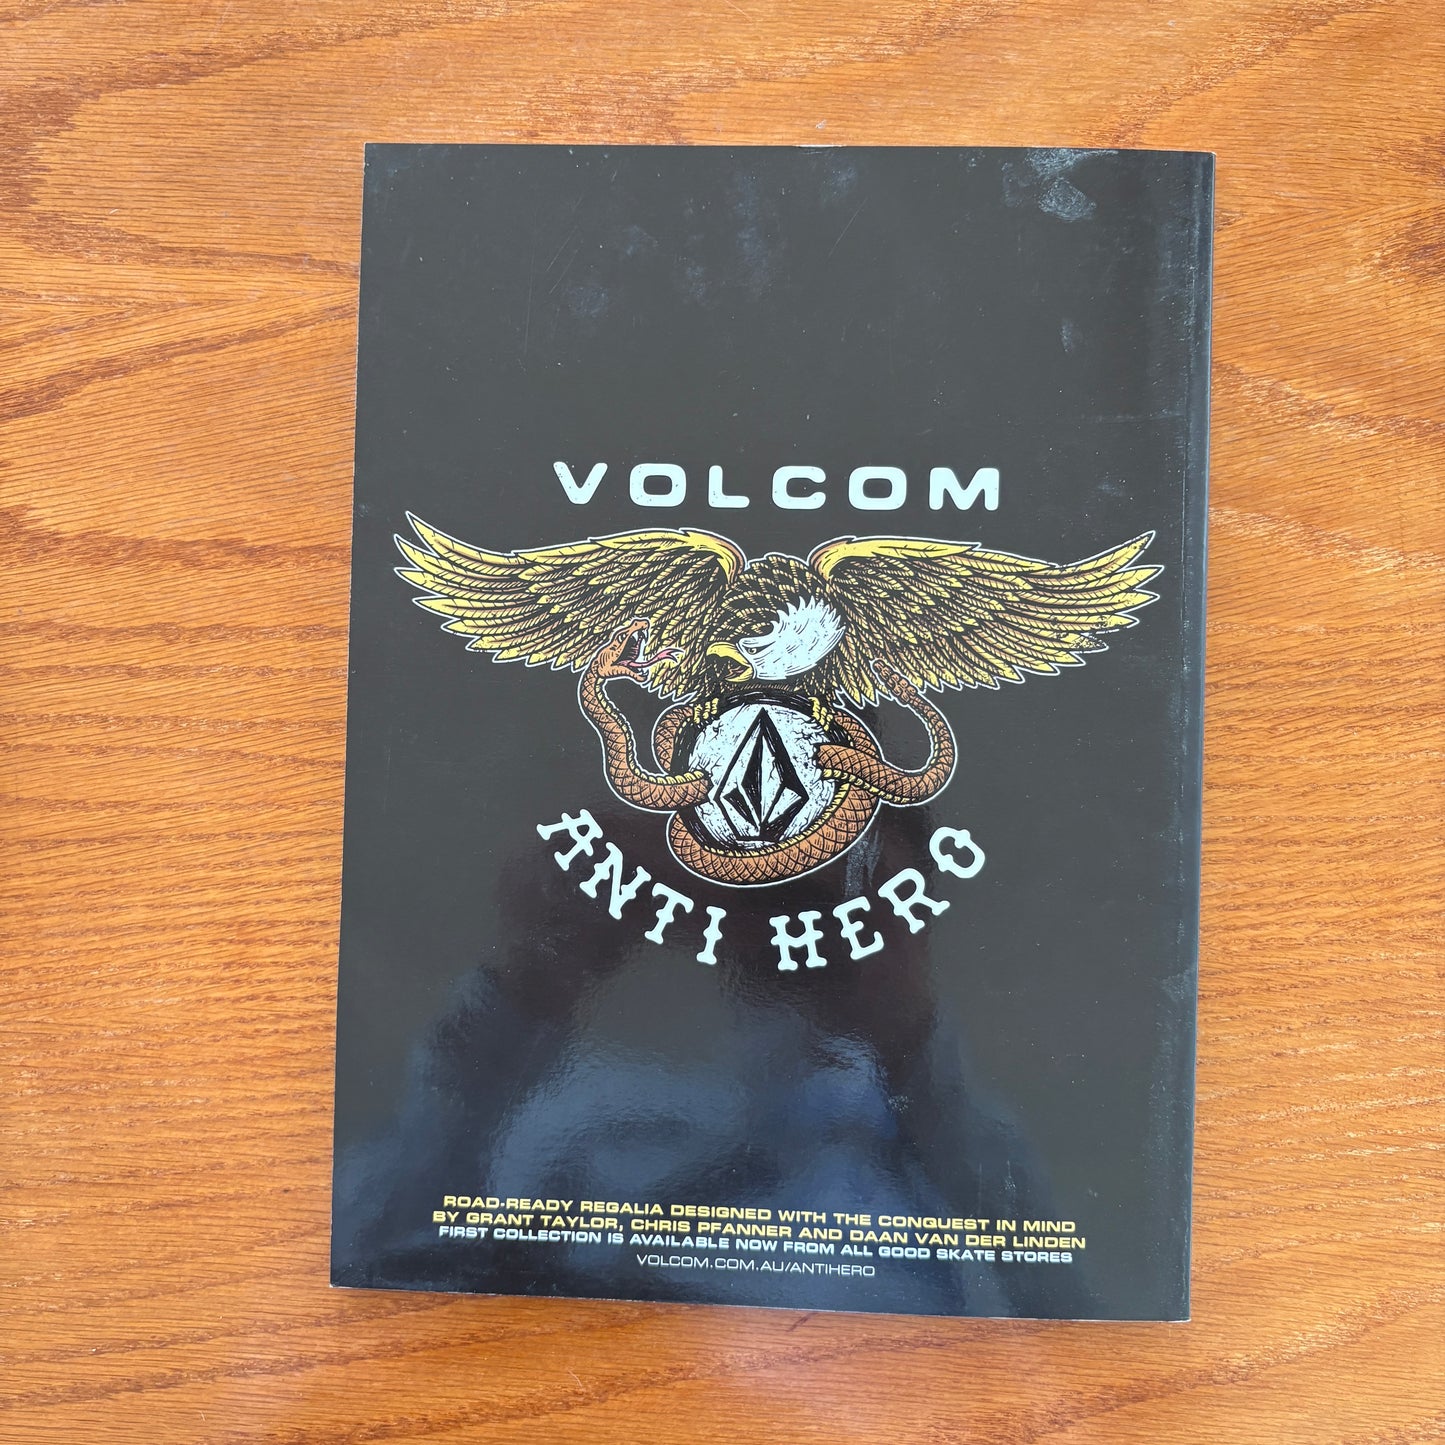 VOLCOM
ANTI HERO
ROAD-READY REGALIA DESIGNED WITH THE CONQUEST IN MIND
BY GRANT TAYLOR, CHRIS PFANNER AND DAAN VAN DER LINDEN
FIRST COLLECTION IS AVAILABLE NOW FROM ALL GOOD SKATE STORES
VOLCOM.COM.AU/ANTIHERO